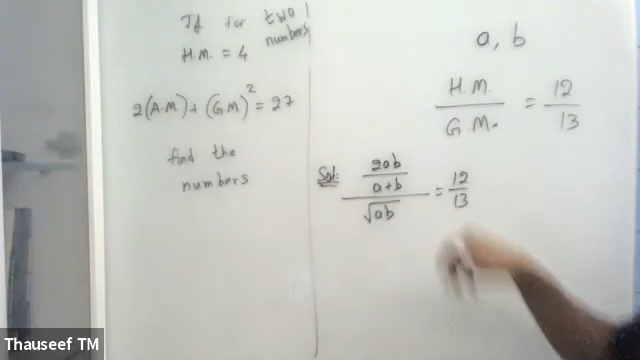 If for two
numbers
H.M. = 4
2(A.M) + (G.M)² = 27
find the
numbers
a, b
H.M. / G.M. = 12 / 13
Sol:
2ab / a+b / √ab = 12 / 13
Thauseef TM